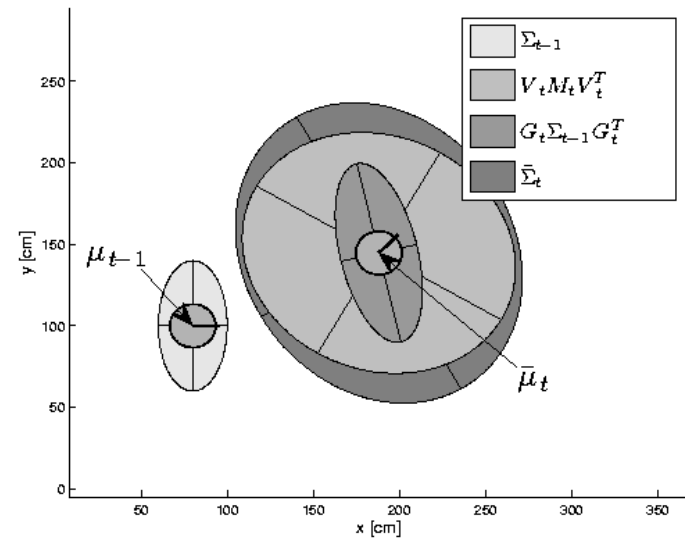 Σ_{t-1}
V_t M_t V_t^T
G_t Σ_{t-1} G_t^T
Σ̄_t
μ_{t-1}
μ̄_t
y [cm]
250
200
150
100
50
0
50
100
150
200
250
300
350
x [cm]